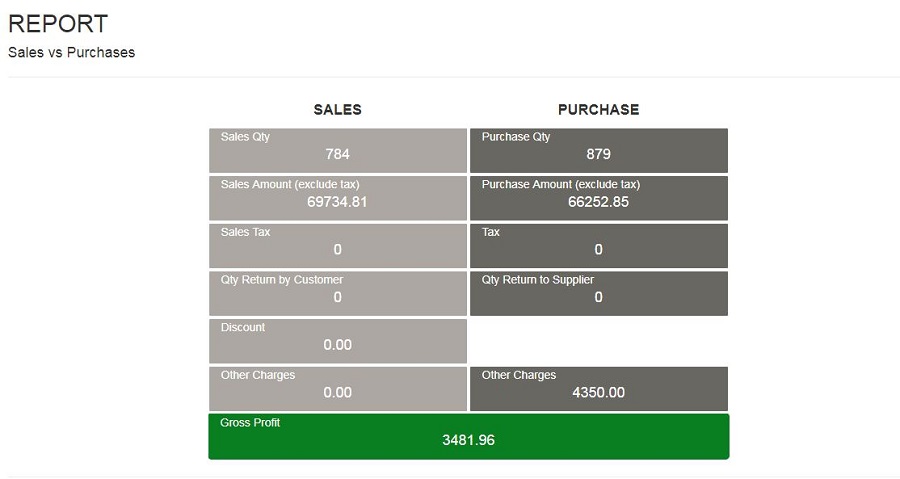 REPORT
Sales vs Purchases
SALES
PURCHASE
Sales Qty
784
Purchase Qty
879
Sales Amount (exclude tax)
69734.81
Purchase Amount (exclude tax)
66252.85
Sales Tax
0
Tax
0
Qty Return by Customer
0
Qty Return to Supplier
0
Discount
0.00
Other Charges
0.00
Other Charges
4350.00
Gross Profit
3481.96